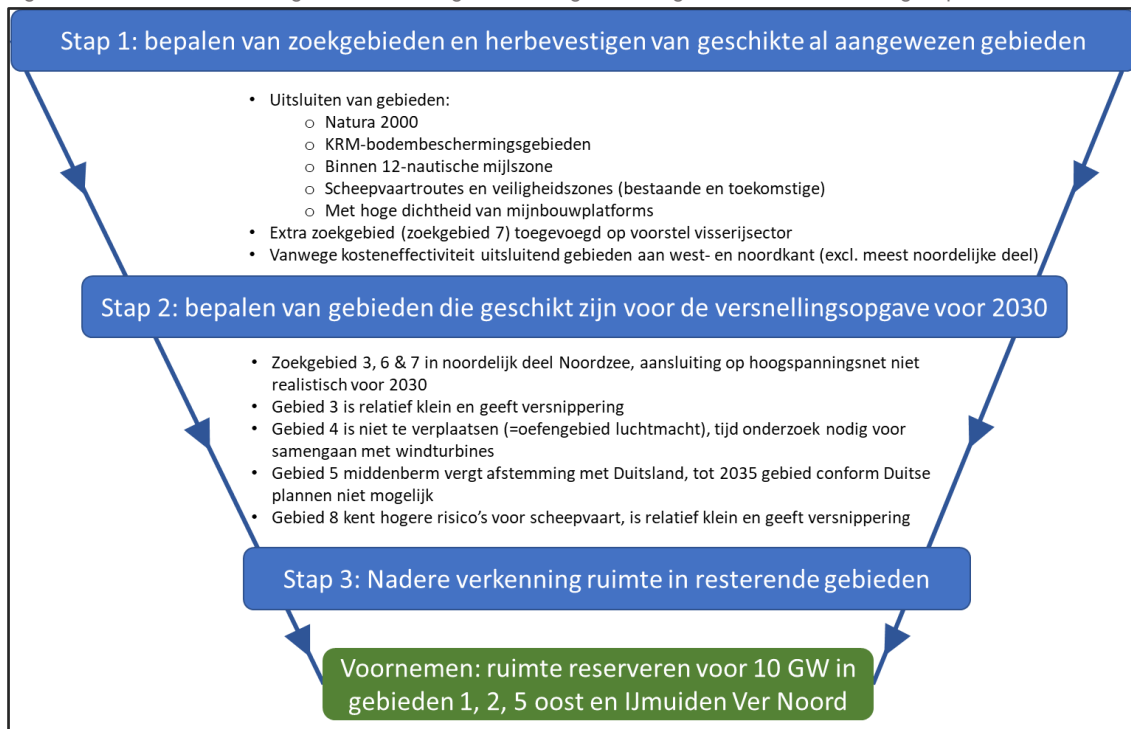 Stap 1: bepalen van zoekgebieden en herbevestigen van geschikte al aangewezen gebieden
• Uitsluiten van gebieden:
o Natura 2000
o KRM-bodembeschermingsgebieden
o Binnen 12-nautische mijlszone
o Scheepvaartroutes en veiligheidszones (bestaande en toekomstige)
o Met hoge dichtheid van mijnbouwplatforms
• Extra zoekgebied (zoekgebied 7) toegevoegd op voorstel visserijsector
• Vanwege kosteneffectiviteit uitsluitend gebieden aan west- en noordkant (excl. meest noordelijke deel)
Stap 2: bepalen van gebieden die geschikt zijn voor de versnellingsopgave voor 2030
• Zoekgebied 3, 6 & 7 in noordelijk deel Noordzee, aansluiting op hoogspanningsnet niet
realistisch voor 2030
• Gebied 3 is relatief klein en geeft versnippering
• Gebied 4 is niet te verplaatsen (=oefengebied luchtmacht), tijd onderzoek nodig voor
samengaan met windturbines
• Gebied 5 middenberm vergt afstemming met Duitsland, tot 2035 gebied conform Duitse
plannen niet mogelijk
• Gebied 8 kent hogere risico's voor scheepvaart, is relatief klein en geeft versnippering
Stap 3: Nadere verkenning ruimte in resterende gebieden
Voornemen: ruimte reserveren voor 10 GW in
gebieden 1, 2, 5 oost en IJmuiden Ver Noord